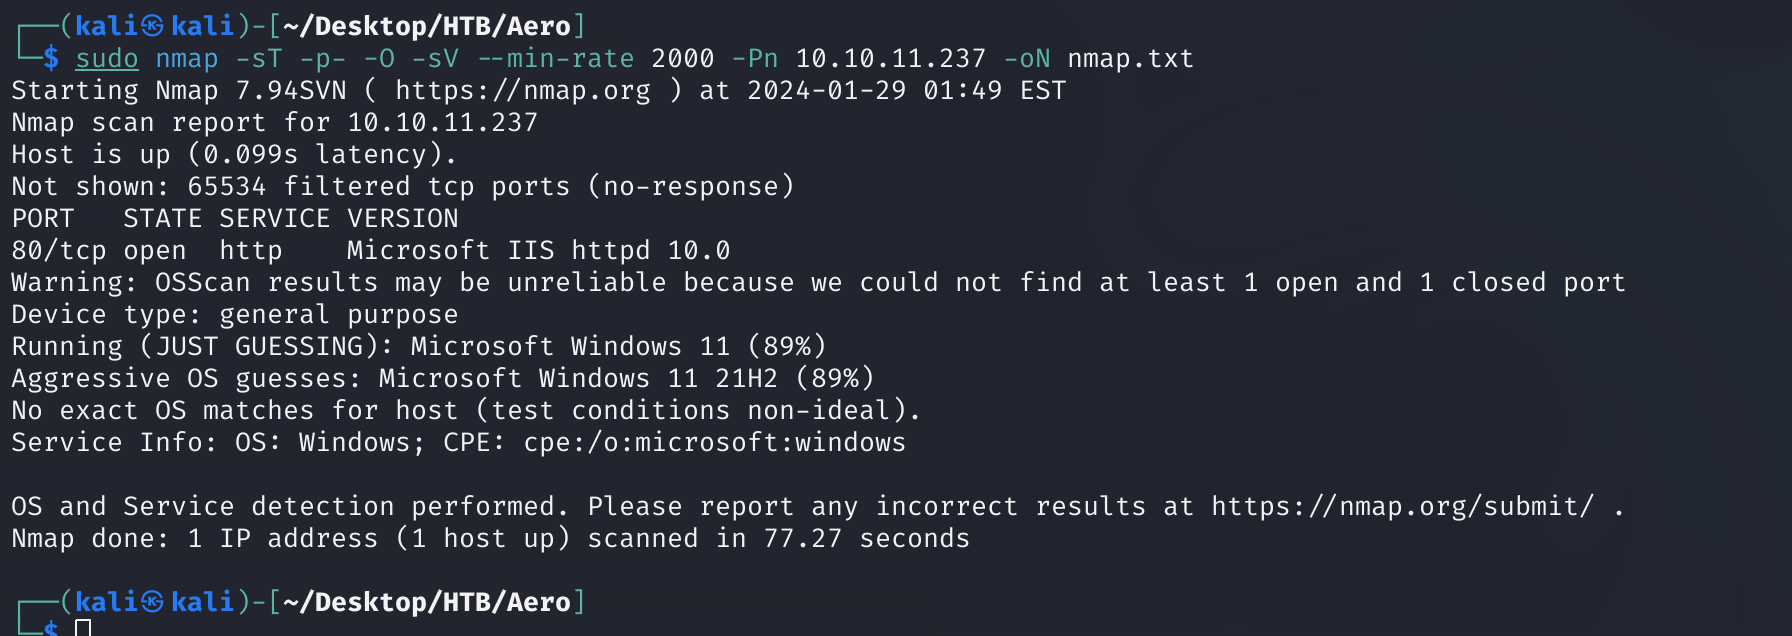 ┌──(kali㉿kali)-[~/Desktop/HTB/Aero]
└─$ sudo nmap -sT -p- -O -sV --min-rate 2000 -Pn 10.10.11.237 -oN nmap.txt
Starting Nmap 7.94SVN ( https://nmap.org ) at 2024-01-29 01:49 EST
Nmap scan report for 10.10.11.237
Host is up (0.099s latency).
Not shown: 65534 filtered tcp ports (no-response)
PORT   STATE SERVICE VERSION
80/tcp open  http    Microsoft IIS httpd 10.0
Warning: OSScan results may be unreliable because we could not find at least 1 open and 1 closed port
Device type: general purpose
Running (JUST GUESSING): Microsoft Windows 11 (89%)
Aggressive OS guesses: Microsoft Windows 11 21H2 (89%)
No exact OS matches for host (test conditions non-ideal).
Service Info: OS: Windows; CPE: cpe:/o:microsoft:windows

OS and Service detection performed. Please report any incorrect results at https://nmap.org/submit/ .
Nmap done: 1 IP address (1 host up) scanned in 77.27 seconds

┌──(kali㉿kali)-[~/Desktop/HTB/Aero]
└─$